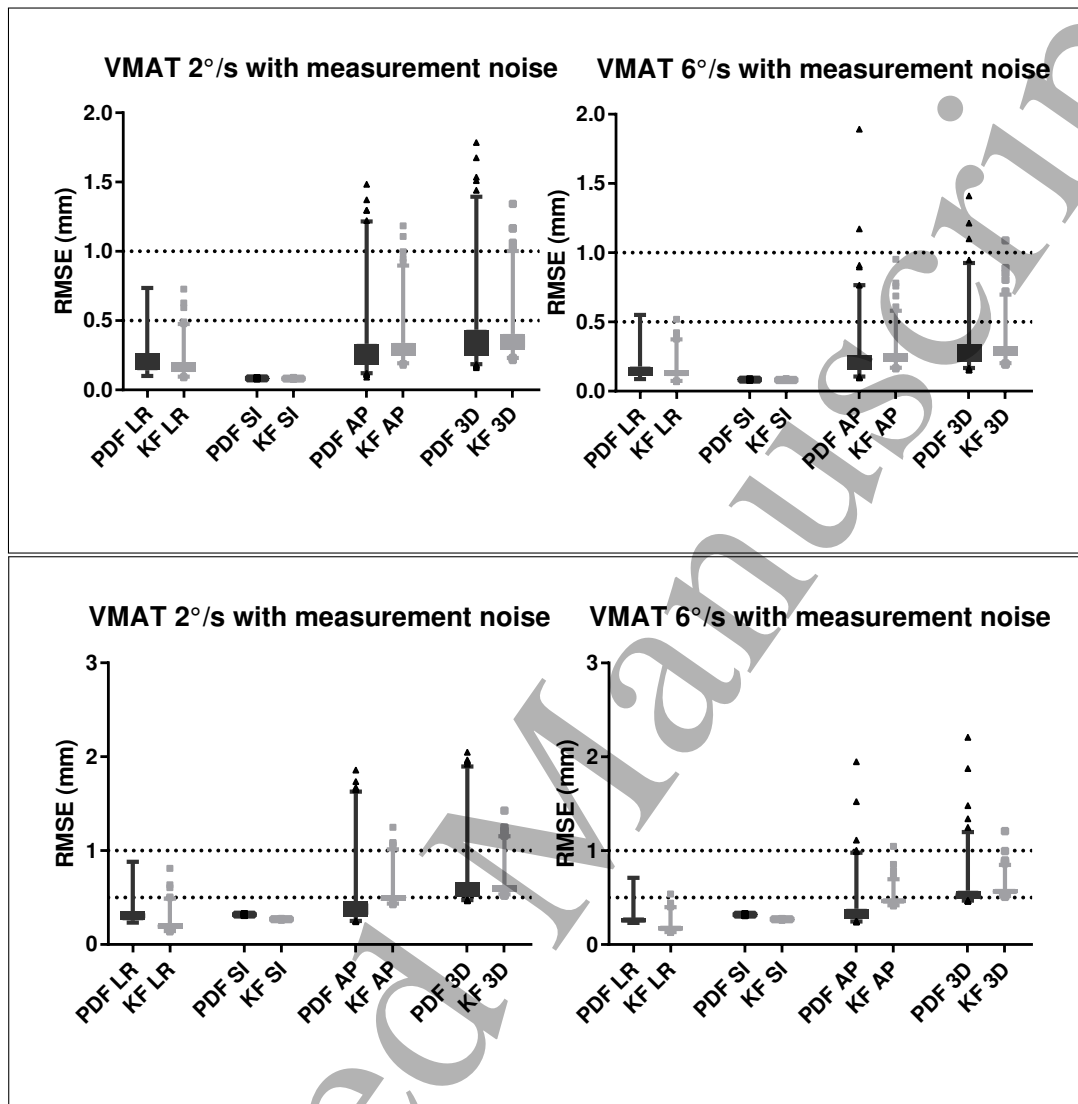 VMAT 2°/s with measurement noise
2.0
1.5
1.0
0.5
0.0
RMSE (mm)
PDF LR
KF LR
PDF SI
KF SI
PDF AP
KF AP
PDF 3D
KF 3D
VMAT 6°/s with measurement noise
2.0
1.5
1.0
0.5
0.0
RMSE (mm)
PDF LR
KF LR
PDF SI
KF SI
PDF AP
KF AP
PDF 3D
KF 3D
VMAT 2°/s with measurement noise
3
2
1
0
RMSE (mm)
PDF LR
KF LR
PDF SI
KF SI
PDF AP
KF AP
PDF 3D
KF 3D
VMAT 6°/s with measurement noise
3
2
1
0
RMSE (mm)
PDF LR
KF LR
PDF SI
KF SI
PDF AP
KF AP
PDF 3D
KF 3D
ed Manuscrip